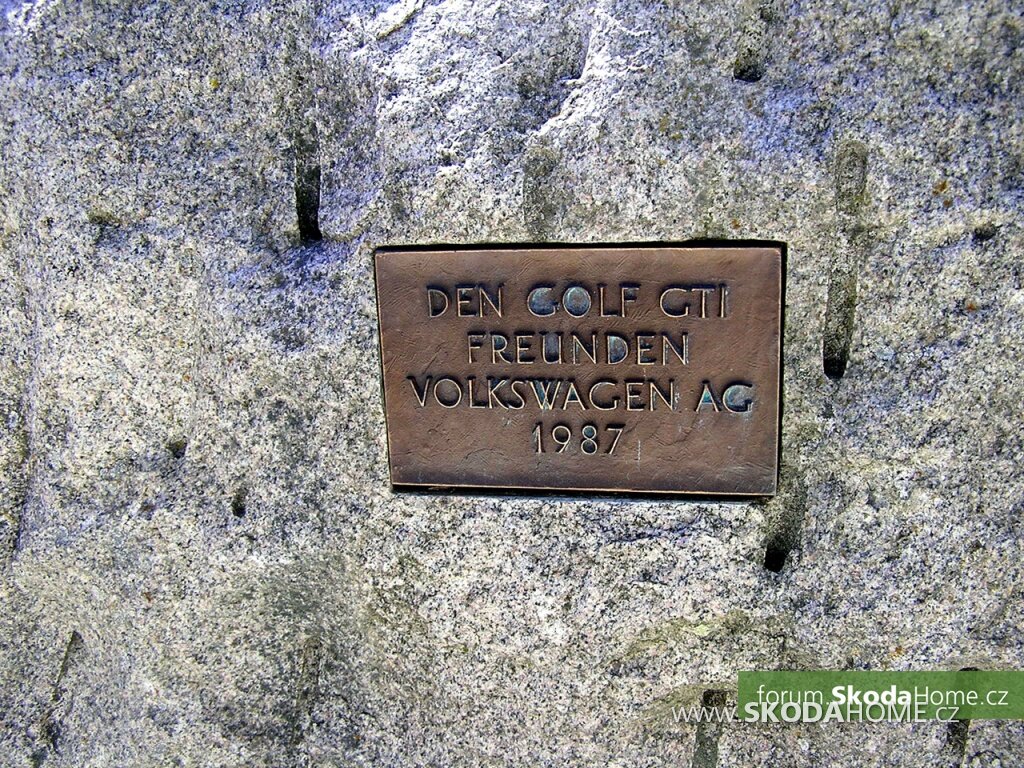 DEN GOLF GTI
FREUNDEN
VOLKSWAGEN AG
1987
forum SkodaHome.cz
www.SKODAHOME.cz